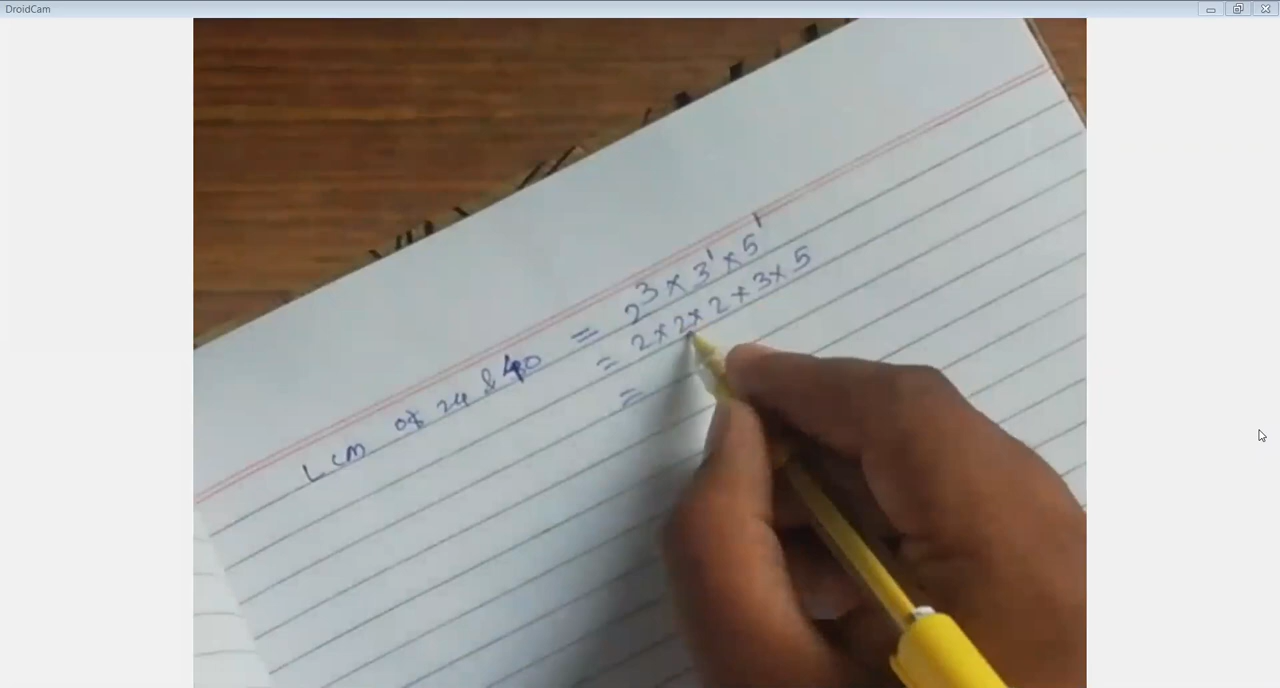 DroidCam
LCM of 24 & 40 = 2³ × 3¹ × 5¹
= 2 × 2 × 2 × 3 × 5
=